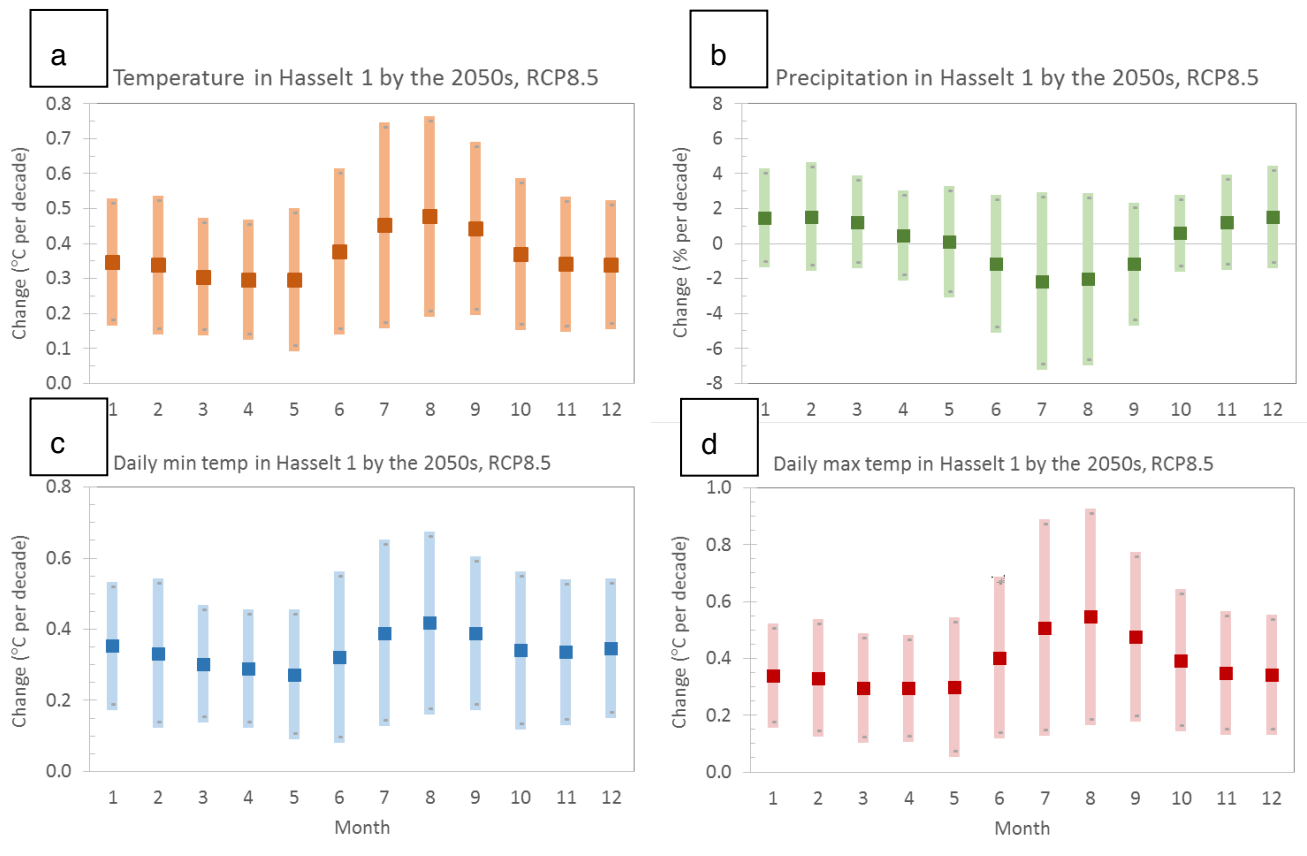 a
Temperature in Hasselt 1 by the 2050s, RCP8.5
Change (°C per decade)
0.8
0.7
0.6
0.5
0.4
0.3
0.2
0.1
0.0
1 2 3 4 5 6 7 8 9 10 11 12
b
Precipitation in Hasselt 1 by the 2050s, RCP8.5
Change (% per decade)
8
6
4
2
0
-2
-4
-6
-8
1 2 3 4 5 6 7 8 9 10 11 12
c
Daily min temp in Hasselt 1 by the 2050s, RCP8.5
Change (°C per decade)
0.8
0.6
0.4
0.2
0.0
1 2 3 4 5 6 7 8 9 10 11 12
Month
d
Daily max temp in Hasselt 1 by the 2050s, RCP8.5
Change (°C per decade)
1.0
0.8
0.6
0.4
0.2
0.0
1 2 3 4 5 6 7 8 9 10 11 12
Month